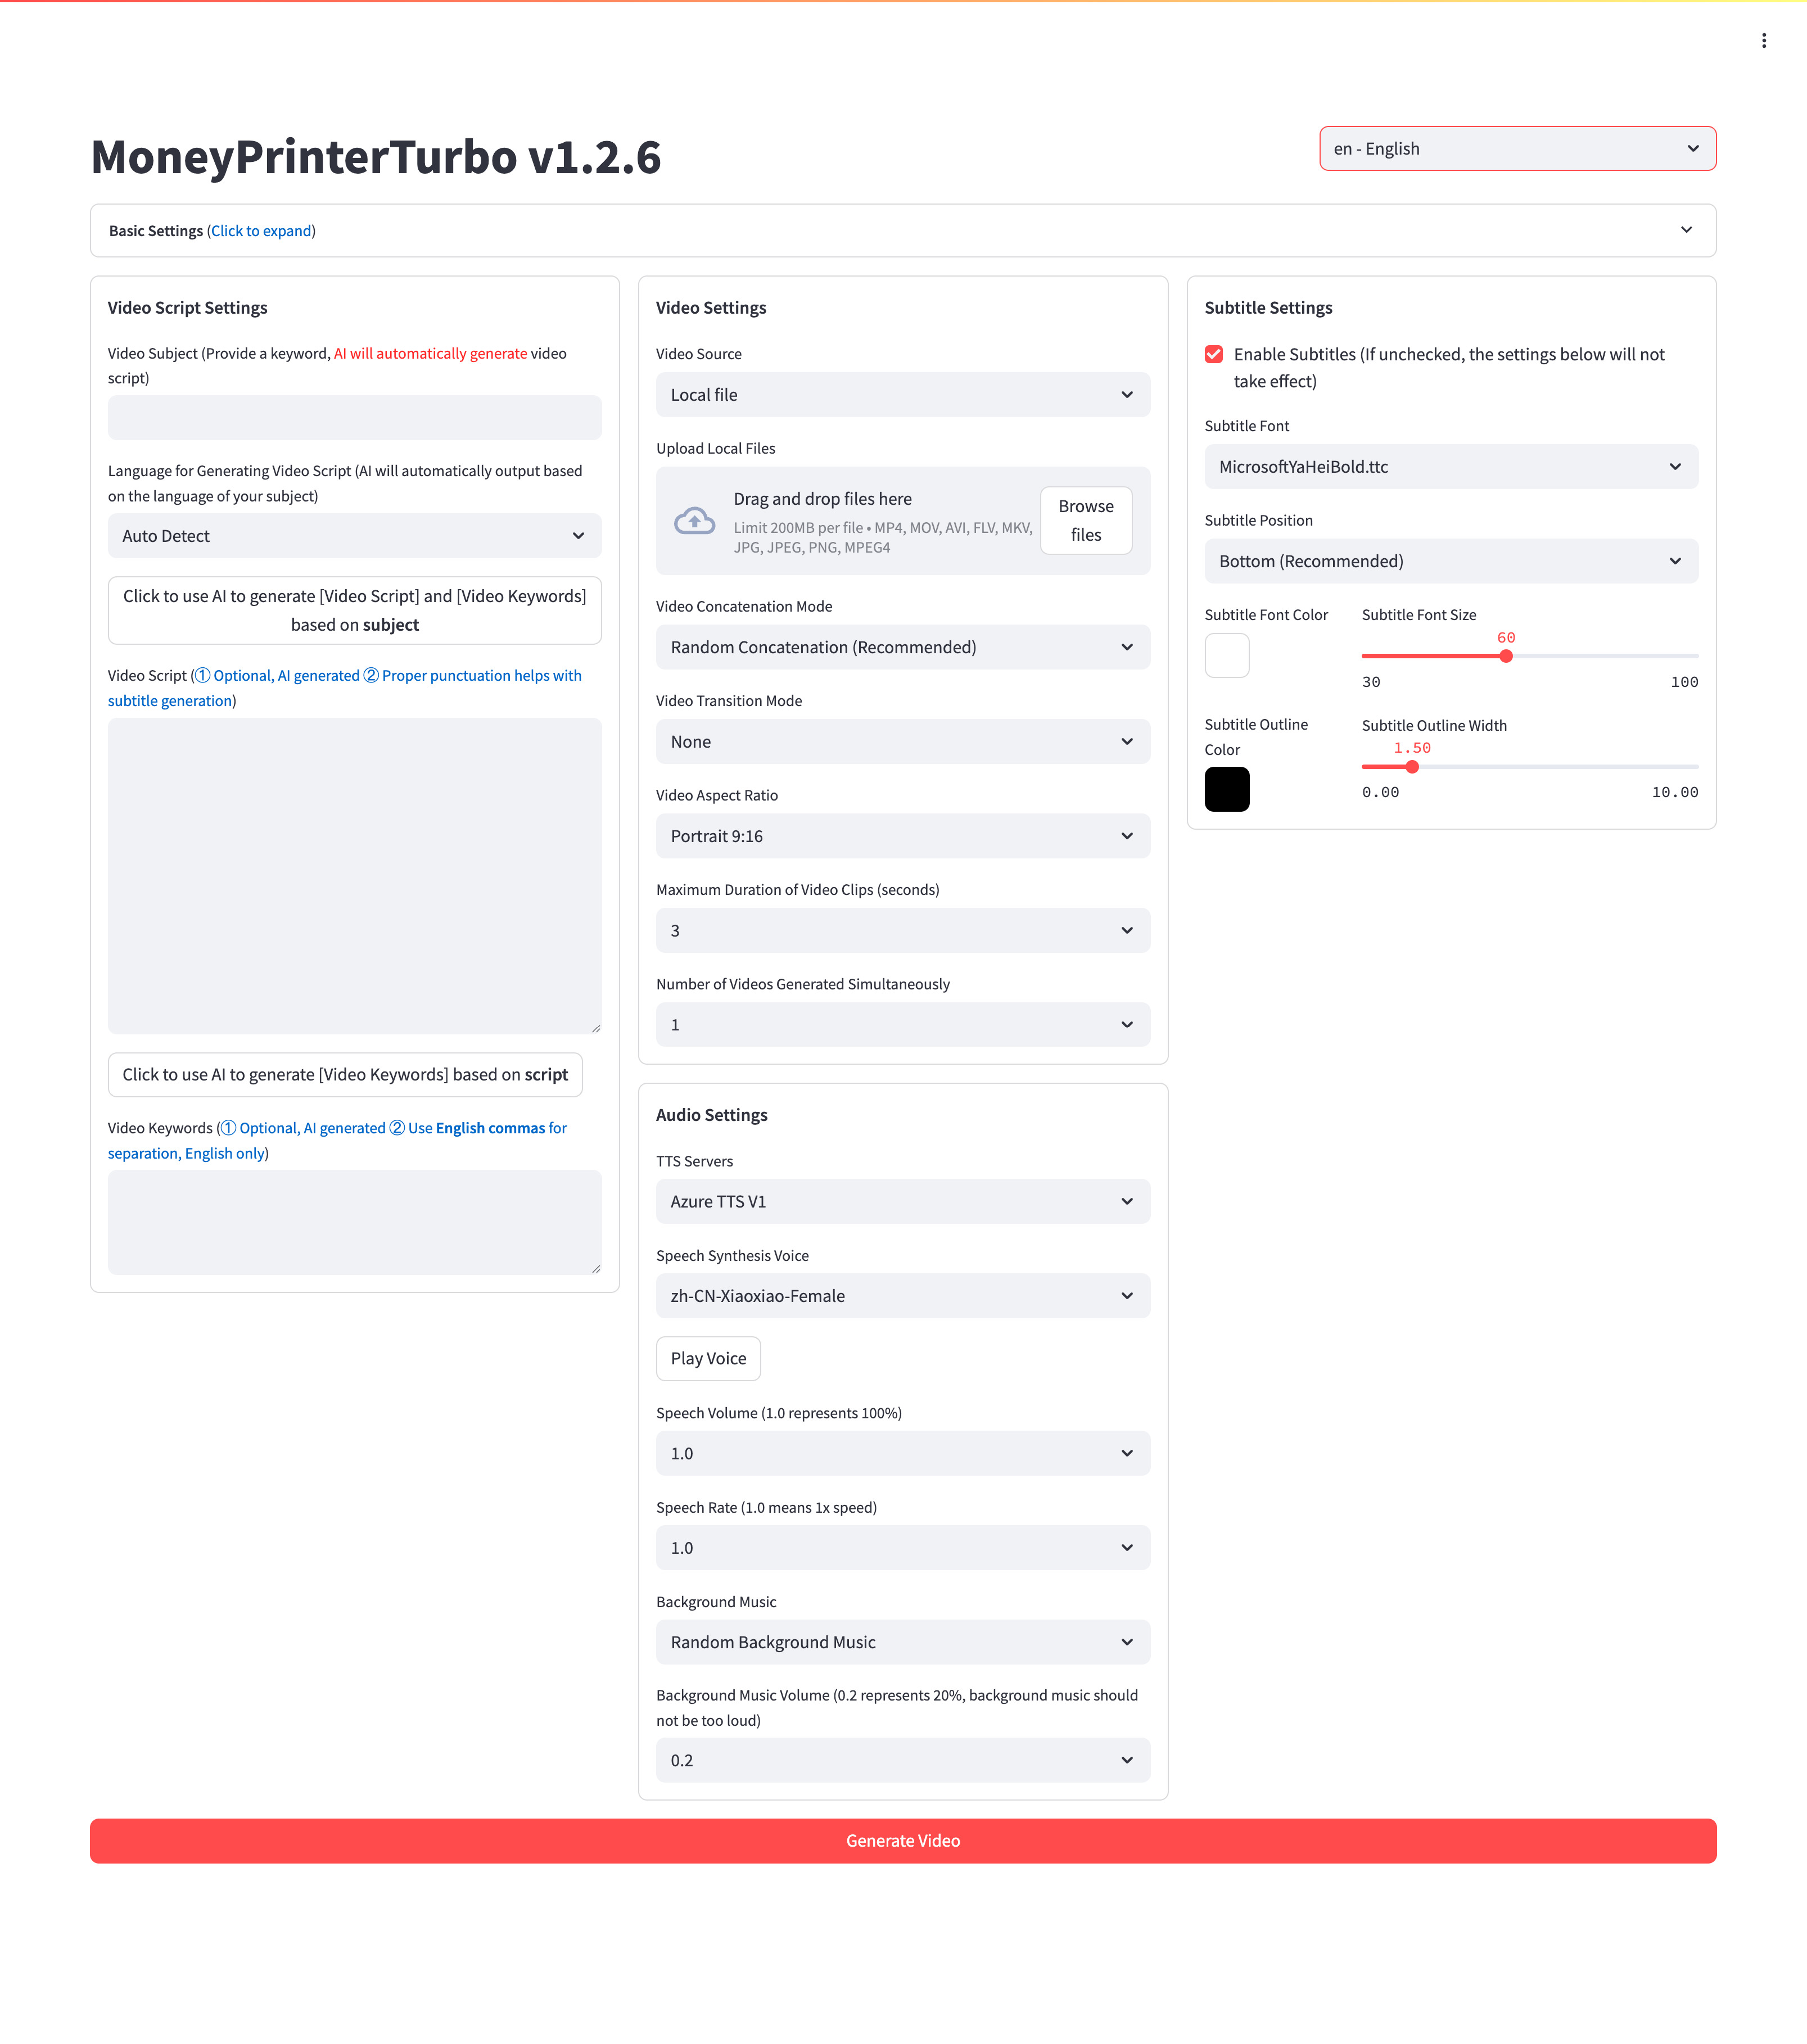 MoneyPrinterTurbo v1.2.6
en - English
Basic Settings (Click to expand)
Video Script Settings
Video Subject (Provide a keyword, AI will automatically generate video
script)
Language for Generating Video Script (AI will automatically output based
on the language of your subject)
Auto Detect
Click to use AI to generate [Video Script] and [Video Keywords]
based on subject
Video Script (① Optional, AI generated ② Proper punctuation helps with
subtitle generation)
Click to use AI to generate [Video Keywords] based on script
Video Keywords (① Optional, AI generated ② Use English commas for
separation, English only)
Video Settings
Video Source
Local file
Upload Local Files
Drag and drop files here
Limit 200MB per file • MP4, MOV, AVI, FLV, MKV,
JPG, JPEG, PNG, MPEG4
Browse
files
Video Concatenation Mode
Random Concatenation (Recommended)
Video Transition Mode
None
Video Aspect Ratio
Portrait 9:16
Maximum Duration of Video Clips (seconds)
3
Number of Videos Generated Simultaneously
1
Audio Settings
TTS Servers
Azure TTS V1
Speech Synthesis Voice
zh-CN-Xiaoxiao-Female
Play Voice
Speech Volume (1.0 represents 100%)
1.0
Speech Rate (1.0 means 1x speed)
1.0
Background Music
Random Background Music
Background Music Volume (0.2 represents 20%, background music should
not be too loud)
0.2
Subtitle Settings
Enable Subtitles (If unchecked, the settings below will not
take effect)
Subtitle Font
MicrosoftYaHeiBold.ttc
Subtitle Position
Bottom (Recommended)
Subtitle Font Color
Subtitle Font Size
60
30
100
Subtitle Outline
Color
Subtitle Outline Width
1.50
0.00
10.00
Generate Video